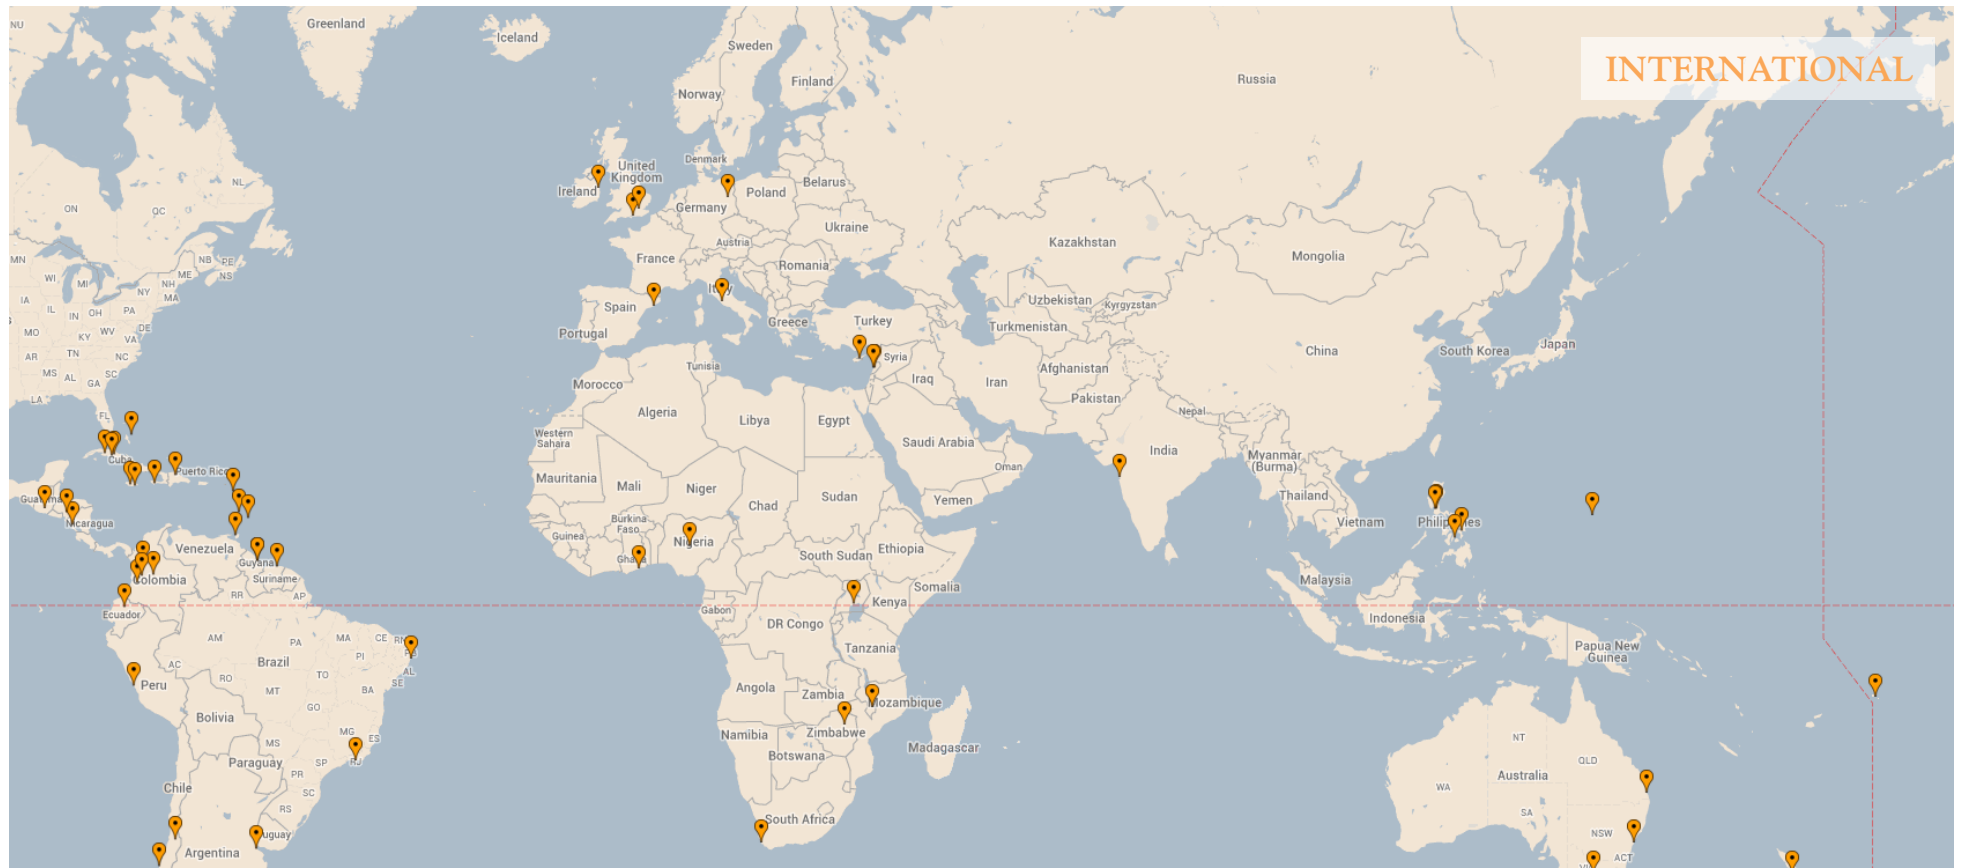 NU
Greenland
Iceland
Sweden
Finland
Norway
Russia
INTERNATIONAL
United
Kingdom
Ireland
Denmark
Poland
Belarus
Germany
Ukraine
Austria
France
Romania
Kazakhstan
Mongolia
NL
ON
QC
NB
PE
NS
ME
MN
WI
MI
NH
NY
MA
IA
IL
IN
OH
PA
MO
KY
WV
VA
DE
AR
TN
NC
MS
AL
GA
SC
LA
FL
Spain
Portugal
Greece
Turkey
Syria
Uzbekistan
Kyrgyzstan
Turkmenistan
China
South Korea
Japan
Tunisia
Morocco
Iraq
Iran
Afghanistan
Pakistan
Nepal
Algeria
Libya
Egypt
Western
Sahara
Saudi Arabia
India
Myanmar
(Burma)
Oman
Mauritania
Mali
Niger
Chad
Sudan
Yemen
Thailand
Vietnam
Cuba
Puerto Rico
Nicaragua
Burkina
Faso
Guinea
South Sudan
Ethiopia
Somalia
Kenya
Malaysia
Indonesia
Papua New
Guinea
Venezuela
Guyana
Suriname
Colombia
Ecuador
RR
AP
AM
PA
MA
CE
RN
PB
PI
AL
SE
AC
RO
TO
BA
MT
GO
Brazil
Peru
Bolivia
MG
ES
MS
SP
RJ
Paraguay
PR
SC
RS
Chile
Argentina
Gabon
DR Congo
Tanzania
Angola
Zambia
Mozambique
Zimbabwe
Namibia
Botswana
Madagascar
South Africa
NT
QLD
Australia
WA
SA
NSW
ACT